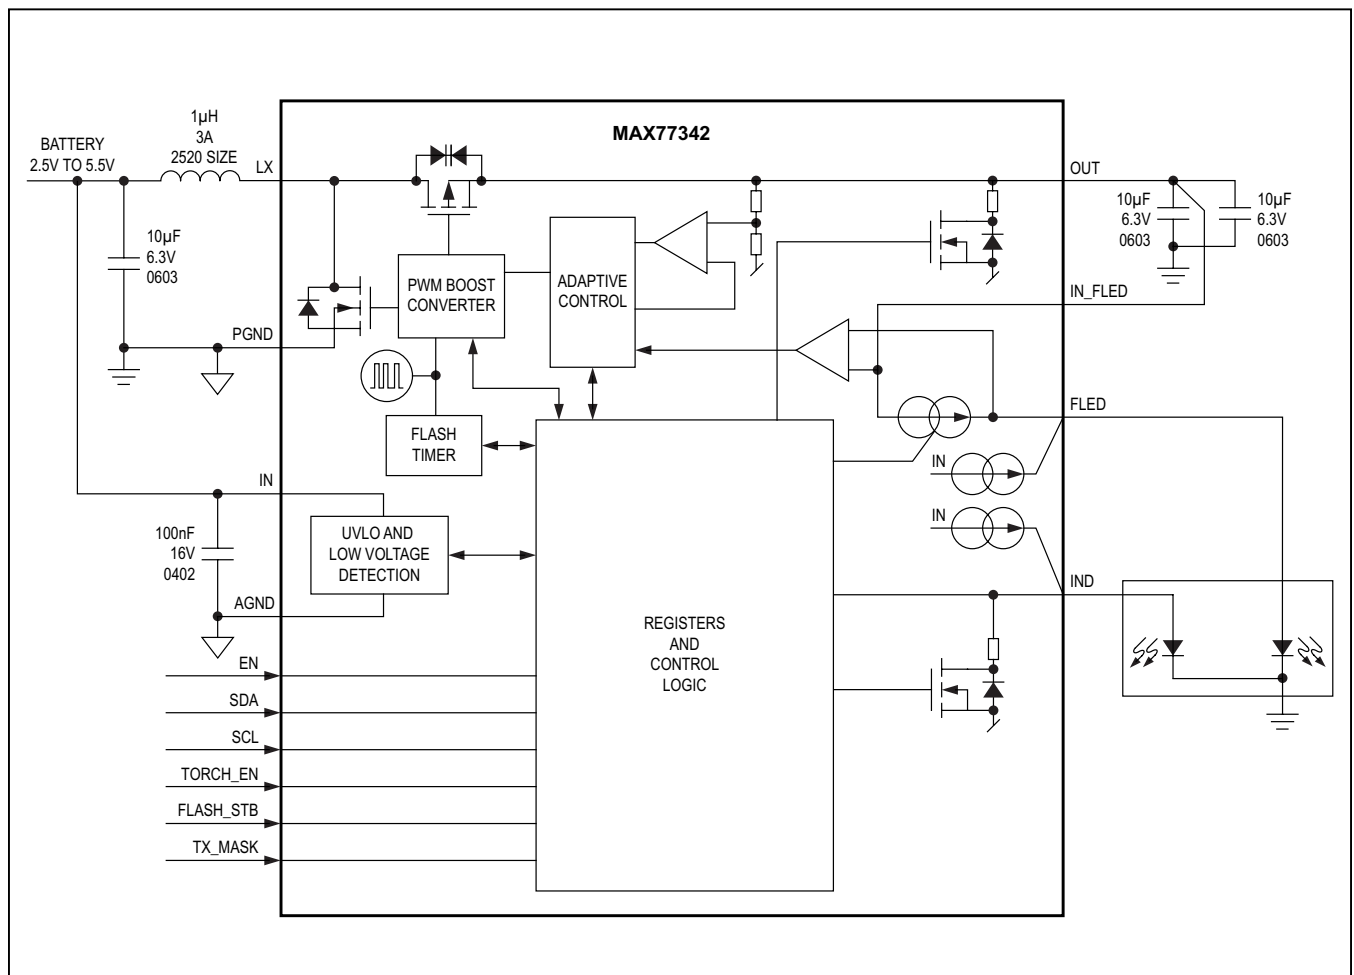 MAX77342
1µH
3A
2520 SIZE
BATTERY
2.5V TO 5.5V
LX
OUT
10µF
6.3V
0603
10µF
6.3V
0603
10µF
6.3V
0603
PWM BOOST
CONVERTER
ADAPTIVE
CONTROL
IN_FLED
PGND
FLED
FLASH
TIMER
IN
IN
IN
100nF
16V
0402
UVLO AND
LOW VOLTAGE
DETECTION
IND
AGND
REGISTERS
AND
CONTROL
LOGIC
EN
SDA
SCL
TORCH_EN
FLASH_STB
TX_MASK